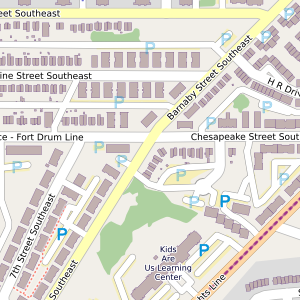 eet Southeast
ine Street Southeast
Barnaby Street Southeast
H R Driv
ce - Fort Drum Line
Chesapeake Street Sout
7th Street Southeast
Southeast
Kids
Are
Us Learning
Center
hts Line
P
P
P
P
P
P
P
P
P
P
P